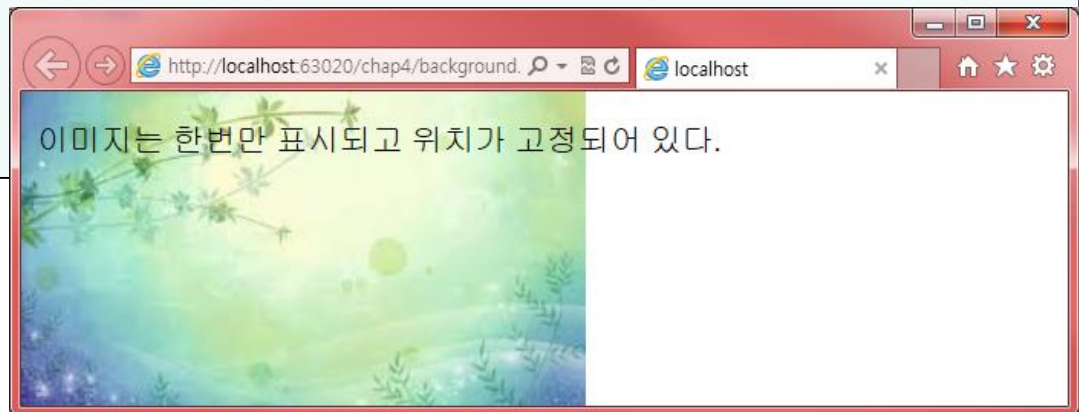 http://localhost:63020/chap4/background.
localhost
이미지는 한번만 표시되고 위치가 고정되어 있다.